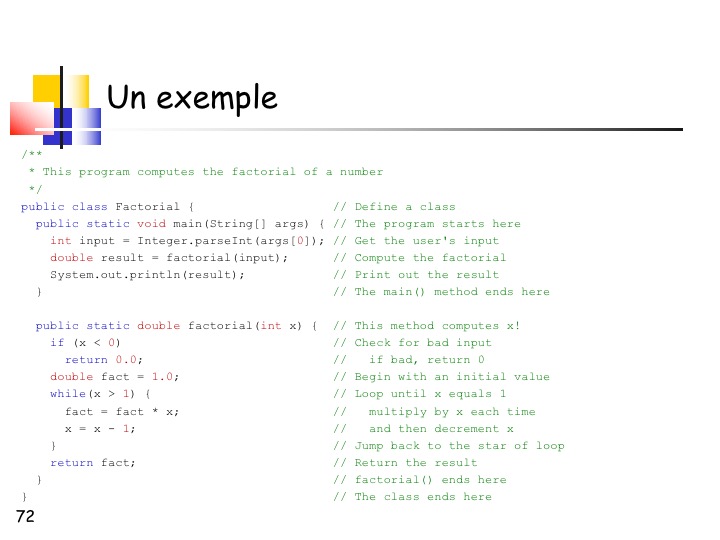 Un exemple
/**
 * This program computes the factorial of a number
 */
public class Factorial {                   // Define a class
  public static void main(String[] args) { // The program starts here
    int input = Integer.parseInt(args[0]); // Get the user's input
    double result = factorial(input);      // Compute the factorial
    System.out.println(result);            // Print out the result
  }                                        // The main() method ends here
  public static double factorial(int x) {  // This method computes x!
    if (x < 0)                             // Check for bad input
      return 0.0;                          //   if bad, return 0
    double fact = 1.0;                     // Begin with an initial value
    while(x > 1) {                         // Loop until x equals 1
      fact = fact * x;                     //   multiply by x each time
      x = x - 1;                           //   and then decrement x
    }                                      // Jump back to the star of loop
    return fact;                           // Return the result
  }                                        // factorial() ends here
}                                          // The class ends here
72